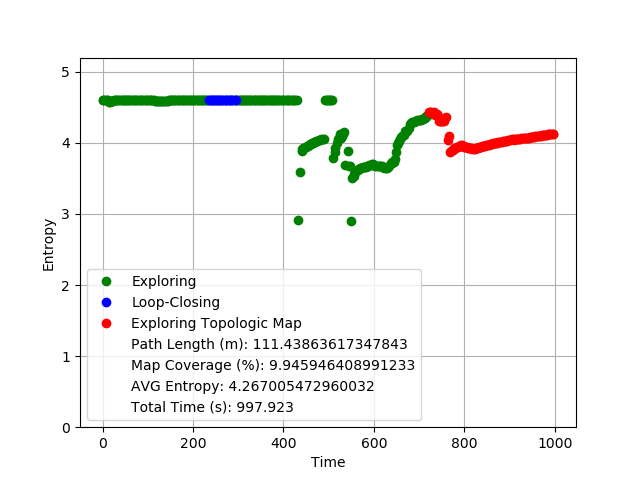 5
4
3
2
1
0
Entropy
Exploring
Loop-Closing
Exploring Topologic Map
Path Length (m): 111.43863617347843
Map Coverage (%): 9.945946408991233
AVG Entropy: 4.267005472960032
Total Time (s): 997.923
0 200 400 600 800 1000
Time